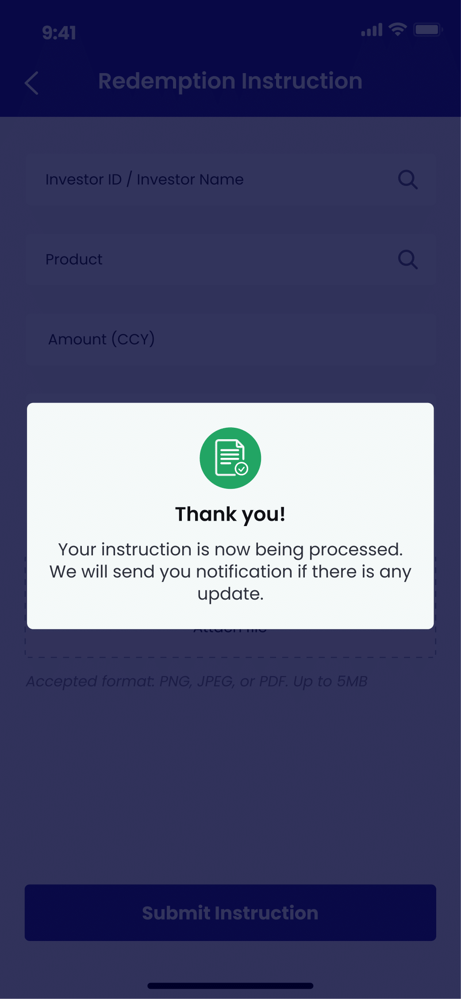 9:41
Redemption Instruction
Investor ID / Investor Name
Product
Amount (CCY)
Thank you!
Your instruction is now being processed.
We will send you notification if there is any
update.
Attach file
Accepted format: PNG, JPEG, or PDF. Up to 5MB
Submit Instruction